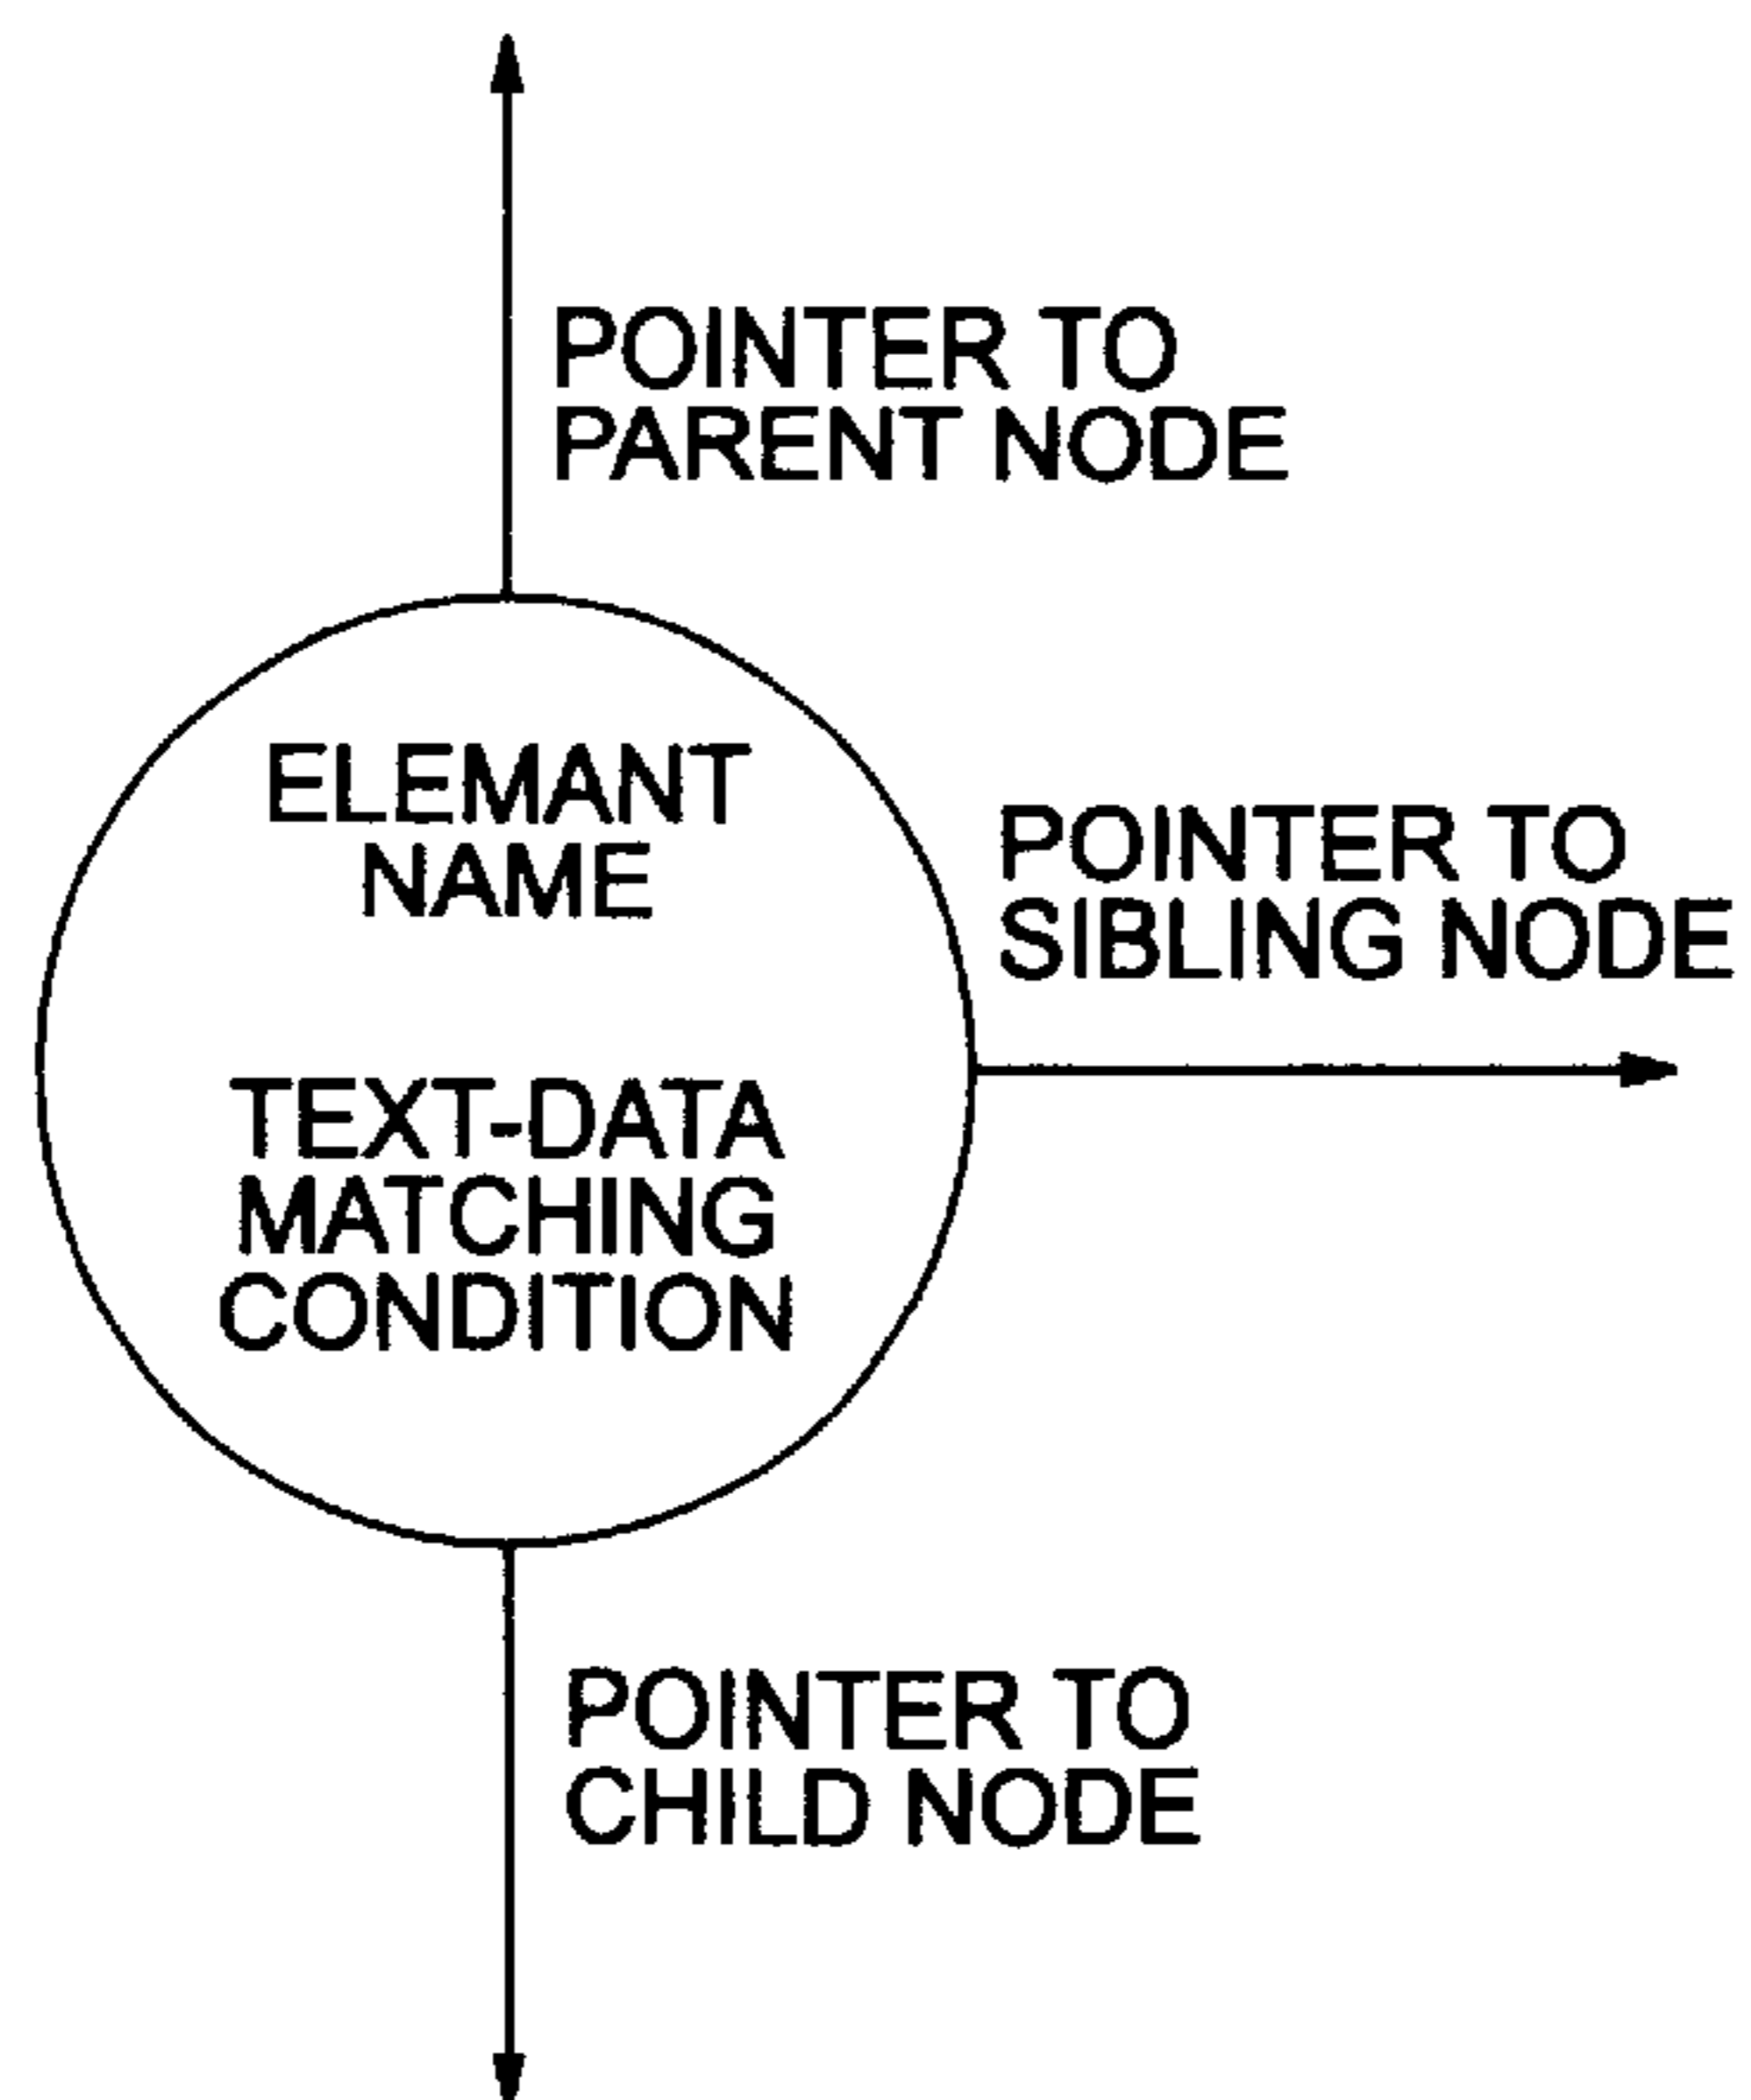 POINTER TO
PARENT NODE
ELEMANT
NAME
POINTER TO
SIBLING NODE
TEXT-DATA
MATCHING
CONDITION
POINTER TO
CHILD NODE